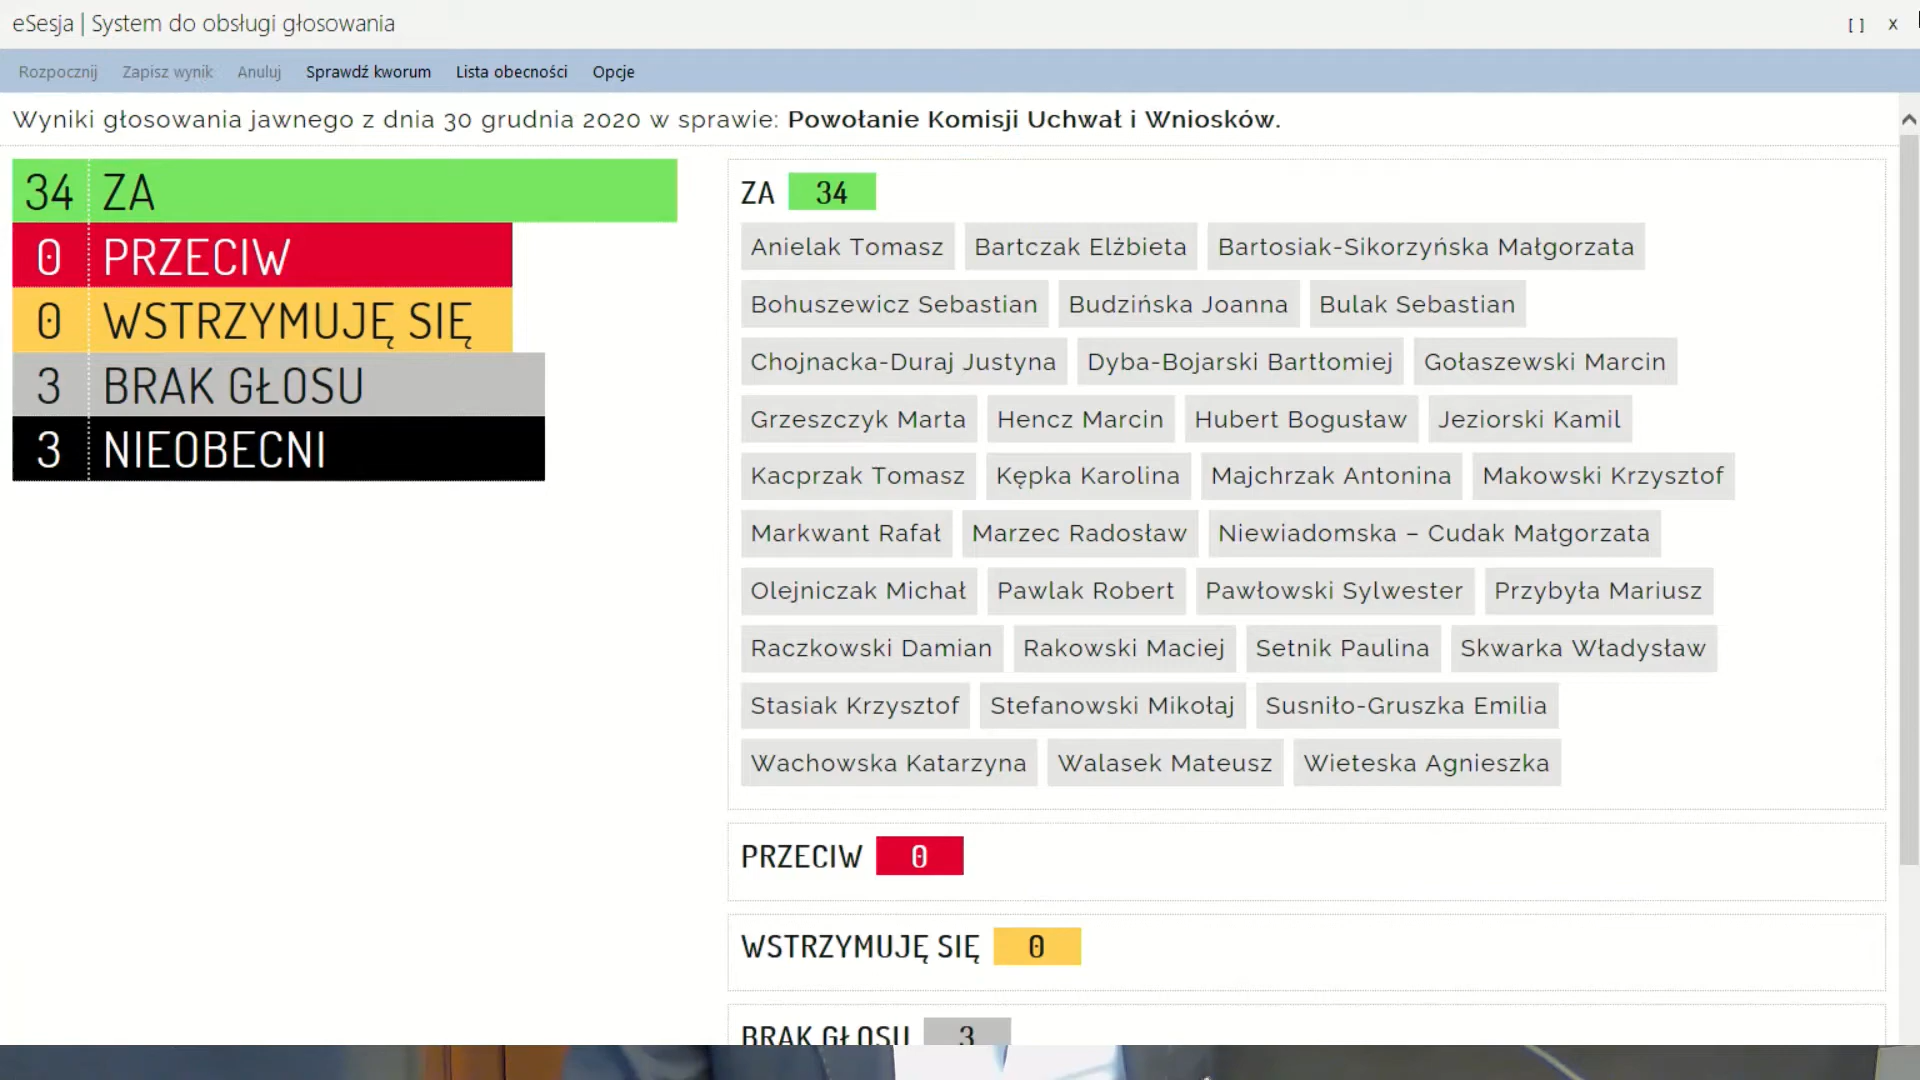 eSesja | System do obsługi głosowania
[ ] x
Rozpocznij Zapisz wynik Anuluj Sprawdź kworum Lista obecności Opcje
Wyniki głosowania jawnego z dnia 30 grudnia 2020 w sprawie: Powołanie Komisji Uchwał i Wniosków.
34 ZA
0 PRZECIW
0 WSTRZYMUJĘ SIĘ
3 BRAK GŁOSU
3 NIEOBECNI
ZA 34
Anielak Tomasz Bartczak Elżbieta Bartosiak-Sikorzyńska Małgorzata
Bohuszewicz Sebastian Budzińska Joanna Bulak Sebastian
Chojnacka-Duraj Justyna Dyba-Bojarski Bartłomiej Gołaszewski Marcin
Grzeszczyk Marta Hencz Marcin Hubert Bogusław Jeziorski Kamil
Kacprzak Tomasz Kępka Karolina Majchrzak Antonina Makowski Krzysztof
Markwant Rafał Marzec Radosław Niewiadomska – Cudak Małgorzata
Olejniczak Michał Pawlak Robert Pawłowski Sylwester Przybyła Mariusz
Raczkowski Damian Rakowski Maciej Setnik Paulina Skwarka Władysław
Stasiak Krzysztof Stefanowski Mikołaj Susniło-Gruszka Emilia
Wachowska Katarzyna Walasek Mateusz Wieteska Agnieszka
PRZECIW 0
WSTRZYMUJĘ SIĘ 0
BRAK GŁOSU 3